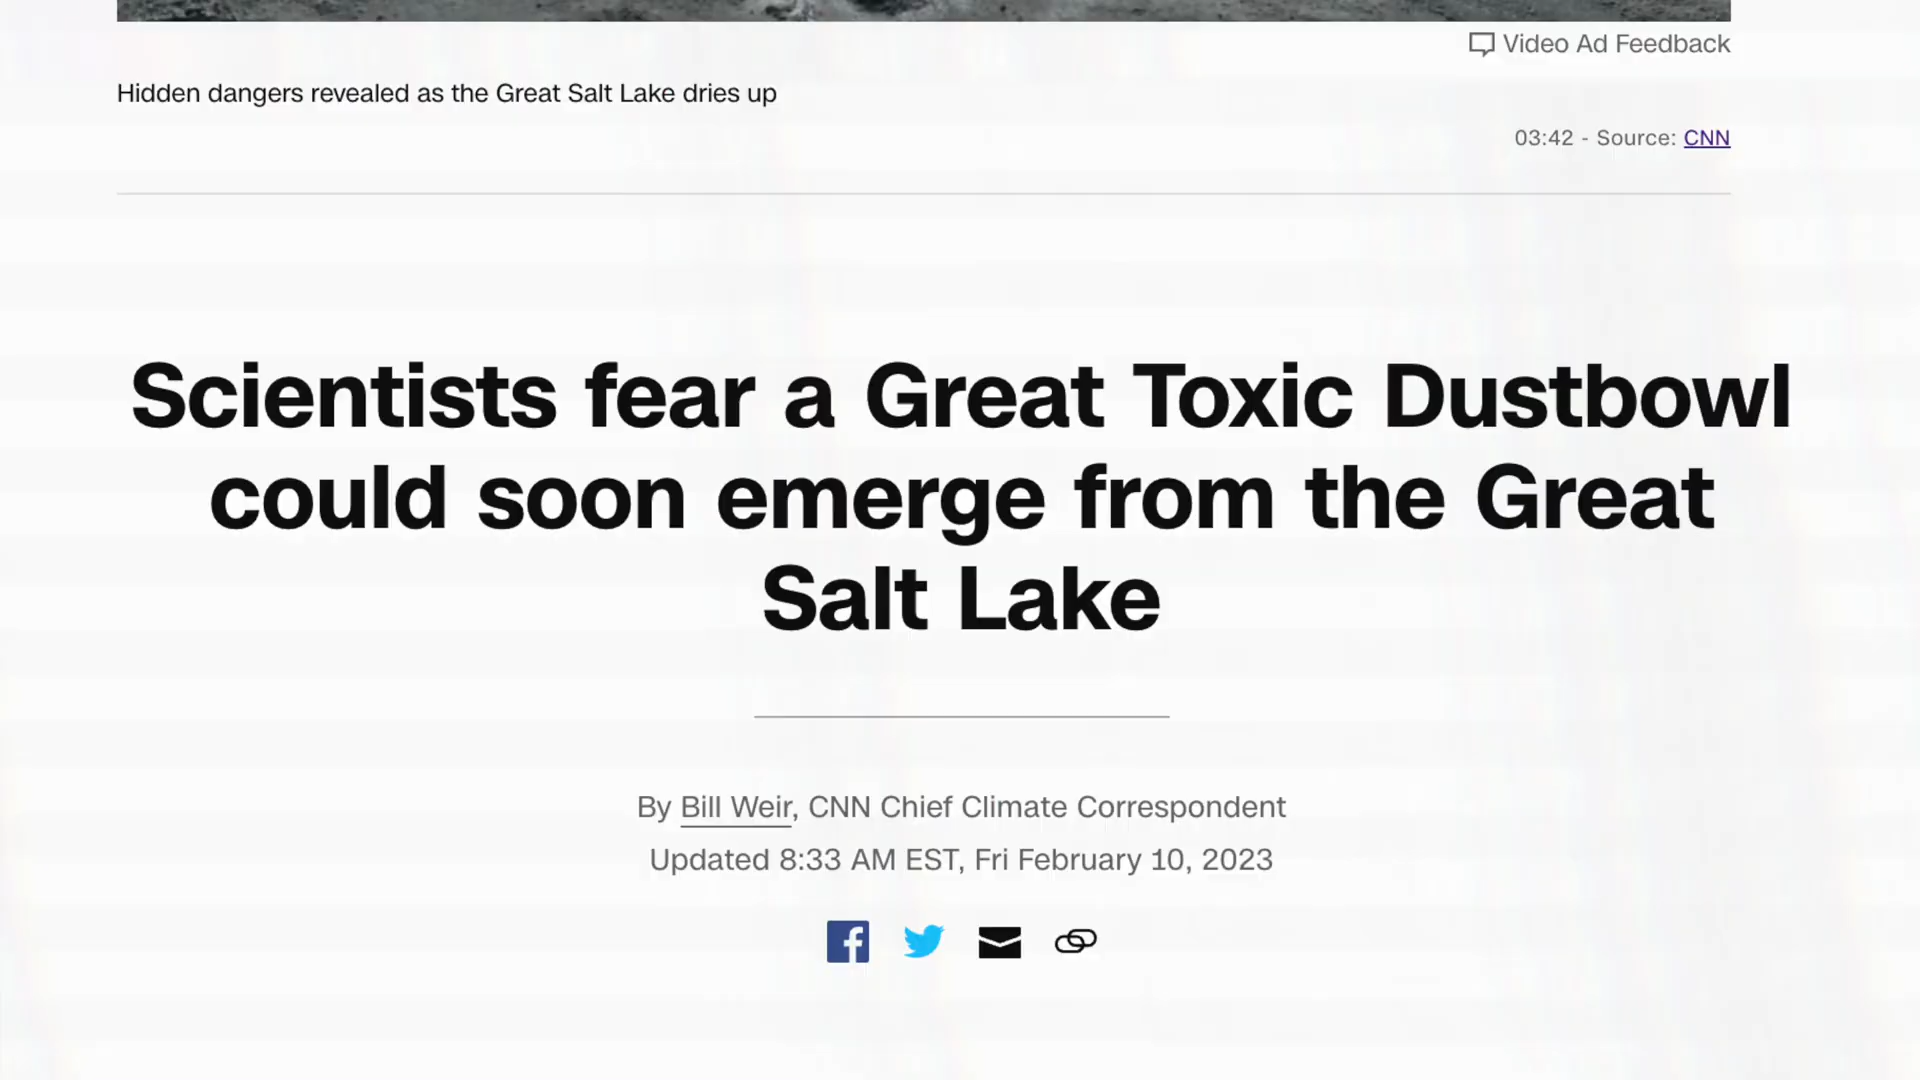 Video Ad Feedback
Hidden dangers revealed as the Great Salt Lake dries up
03:42 - Source: CNN
Scientists fear a Great Toxic Dustbowl
could soon emerge from the Great
Salt Lake
By Bill Weir, CNN Chief Climate Correspondent
Updated 8:33 AM EST, Fri February 10, 2023